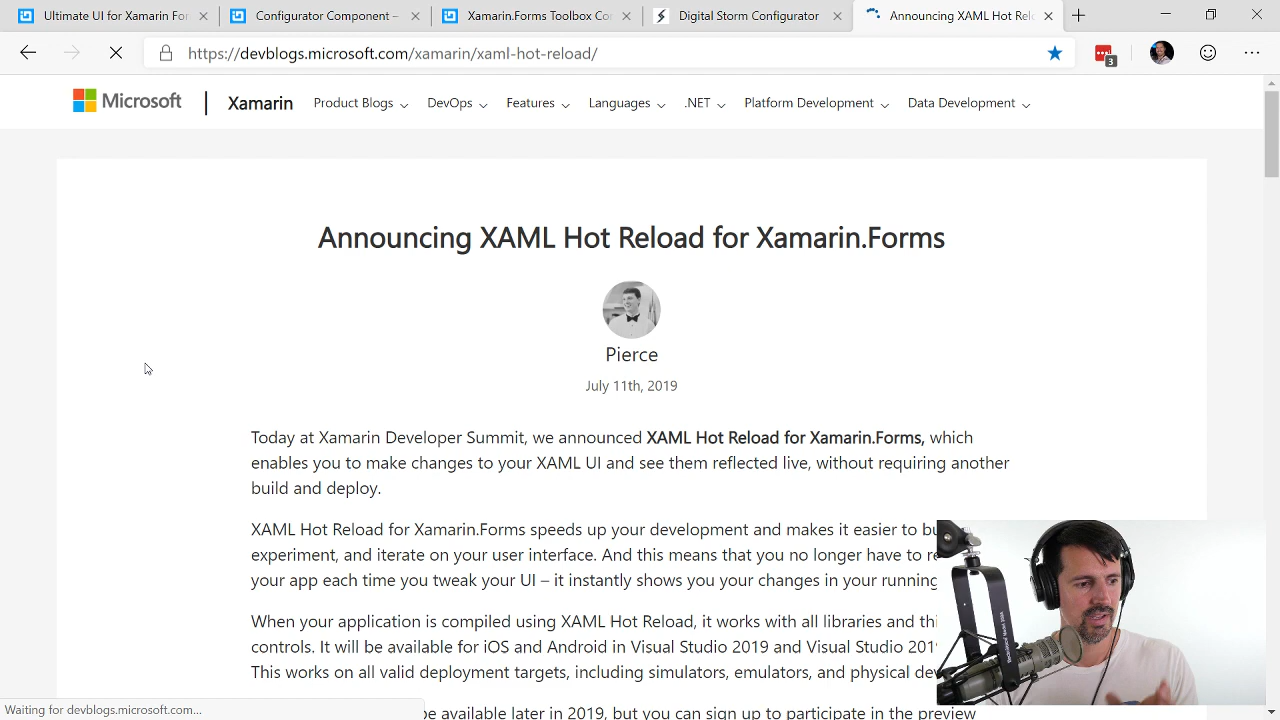 Ultimate UI for Xamarin For
Configurator Component –
Xamarin.Forms Toolbox Co
Digital Storm Configurator
Announcing XAML Hot Rel
https://devblogs.microsoft.com/xamarin/xaml-hot-reload/
3
Microsoft
Xamarin
Product Blogs
DevOps
Features
Languages
.NET
Platform Development
Data Development
Announcing XAML Hot Reload for Xamarin.Forms
Pierce
July 11th, 2019
Today at Xamarin Developer Summit, we announced XAML Hot Reload for Xamarin.Forms, which
enables you to make changes to your XAML UI and see them reflected live, without requiring another
build and deploy.
XAML Hot Reload for Xamarin.Forms speeds up your development and makes it easier to bu
experiment, and iterate on your user interface. And this means that you no longer have to re
your app each time you tweak your UI – it instantly shows you your changes in your running
When your application is compiled using XAML Hot Reload, it works with all libraries and thi
controls. It will be available for iOS and Android in Visual Studio 2019 and Visual Studio 201
This works on all valid deployment targets, including simulators, emulators, and physical dev
be available later in 2019, but you can sign up to participate in the preview
Waiting for devblogs.microsoft.com...